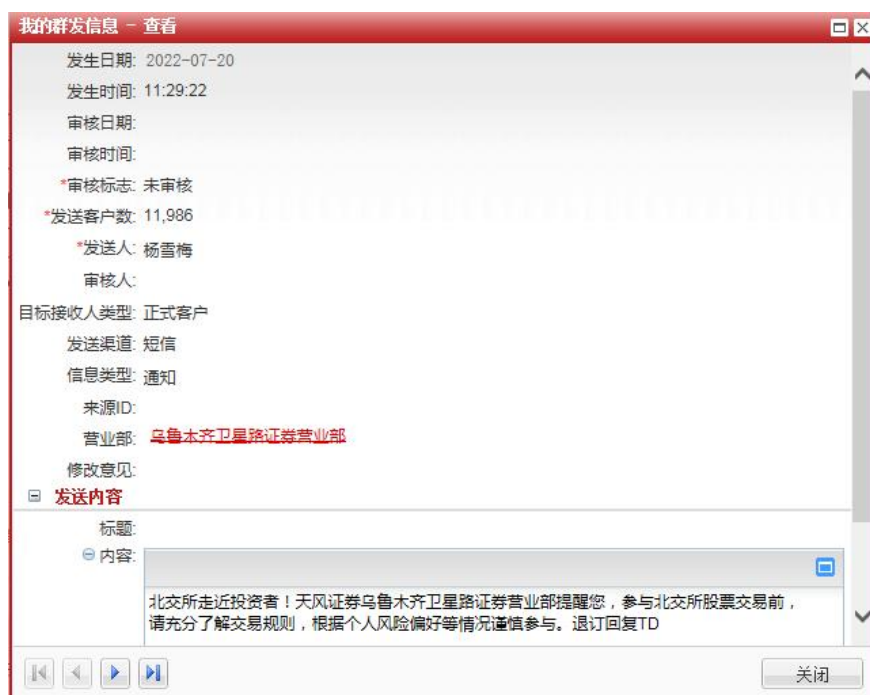 我的群发信息 - 查看
发生日期: 2022-07-20
发生时间: 11:29:22
审核日期:
审核时间:
*审核标志: 未审核
*发送客户数: 11,986
*发送人: 杨雪梅
审核人:
目标接收人类型: 正式客户
发送渠道: 短信
信息类型: 通知
来源ID:
营业部: 乌鲁木齐卫星路证券营业部
修改意见:
发送内容
标题:
内容:
北交所走近投资者！天风证券乌鲁木齐卫星路证券营业部提醒您，参与北交所股票交易前，
请充分了解交易规则，根据个人风险偏好等情况谨慎参与。退订回复TD
关闭